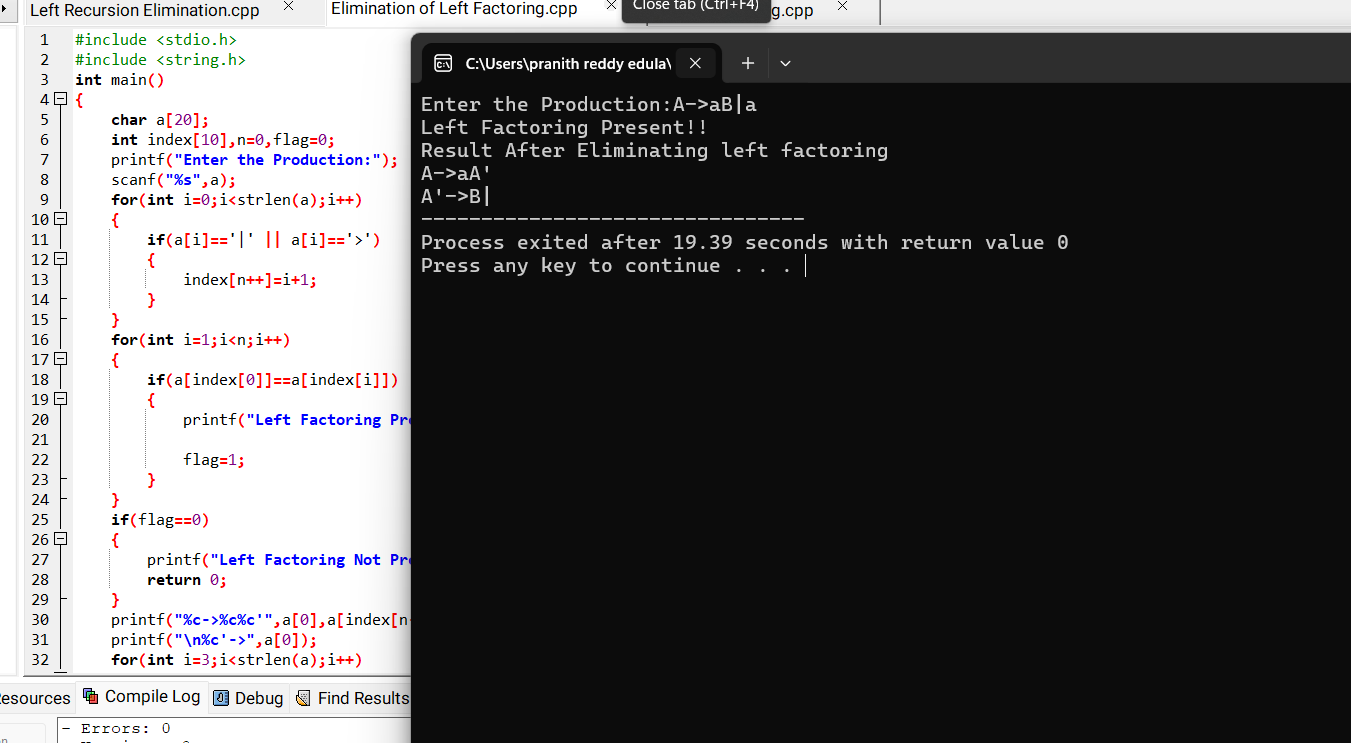 Left Recursion Elimination.cpp
Elimination of Left Factoring.cpp
Close tab (Ctrl+F4)
g.cpp
1 #include <stdio.h>
2 #include <string.h>
3 int main()
4 {
5 char a[20];
6 int index[10],n=0,flag=0;
7 printf("Enter the Production:");
8 scanf("%s",a);
9 for(int i=0;i<strlen(a);i++)
10 {
11 if(a[i]=='|' || a[i]=='>')
12 {
13 index[n++]=i+1;
14 }
15 }
16 for(int i=1;i<n;i++)
17 {
18 if(a[index[0]]==a[index[i]])
19 {
20 printf("Left Factoring Pr
21
22 flag=1;
23 }
24 }
25 if(flag==0)
26 {
27 printf("Left Factoring Not Pr
28 return 0;
29 }
30 printf("%c->%c%c'",a[0],a[index[n
31 printf("\n%c'->",a[0]);
32 for(int i=3;i<strlen(a);i++)
C:\Users\pranith reddy edula\
Enter the Production:A->aB|a
Left Factoring Present!!
Result After Eliminating left factoring
A->aA'
A'->B|
--------------------------------
Process exited after 19.39 seconds with return value 0
Press any key to continue . . .
esources
Compile Log
Debug
Find Results
- Errors: 0